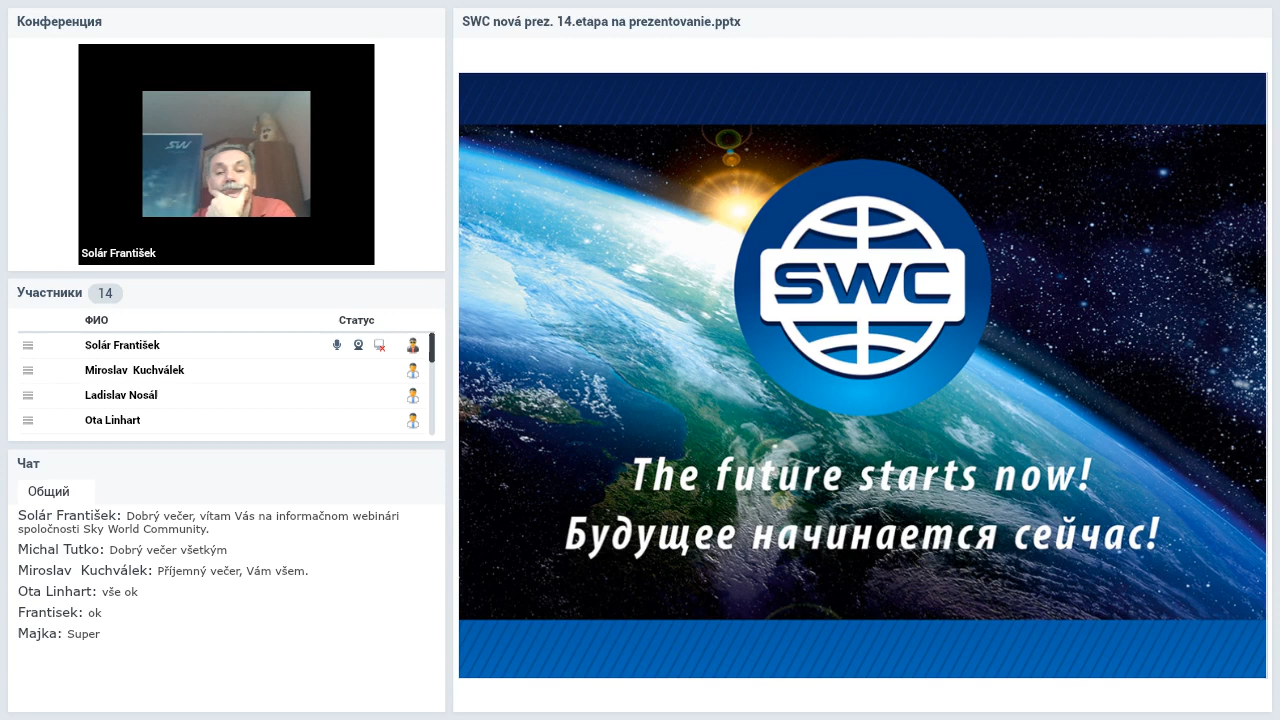 Конференция
SW
Solár František
Участники 14
ФИО Статус
Solár František
Miroslav Kuchválek
Ladislav Nosál
Ota Linhart
Чат
Общий
Solár František: Dobrý večer, vítam Vás na informačnom webinári
spoločnosti Sky World Community.
Michal Tutko: Dobrý večer všetkým
Miroslav Kuchválek: Příjemný večer, Vám všem.
Ota Linhart: vše ok
Frantisek: ok
Majka: Super
SWC nová prez. 14.etapa na prezentovanie.pptx
SWC
The future starts now!
Будущее начинается сейчас!